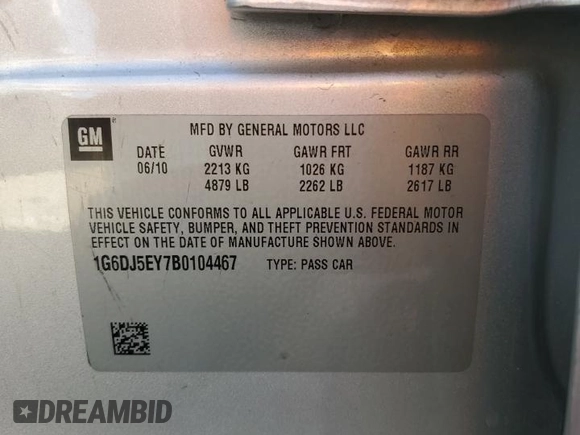 GM
MFD BY GENERAL MOTORS LLC
DATE GVWR GAWR FRT GAWR RR
06/10 2213 KG 1026 KG 1187 KG
4879 LB 2262 LB 2617 LB
THIS VEHICLE CONFORMS TO ALL APPLICABLE U.S. FEDERAL MOTOR
VEHICLE SAFETY, BUMPER, AND THEFT PREVENTION STANDARDS IN
EFFECT ON THE DATE OF MANUFACTURE SHOWN ABOVE.
1G6DJ5EY7B0104467 TYPE: PASS CAR
DREAMBID